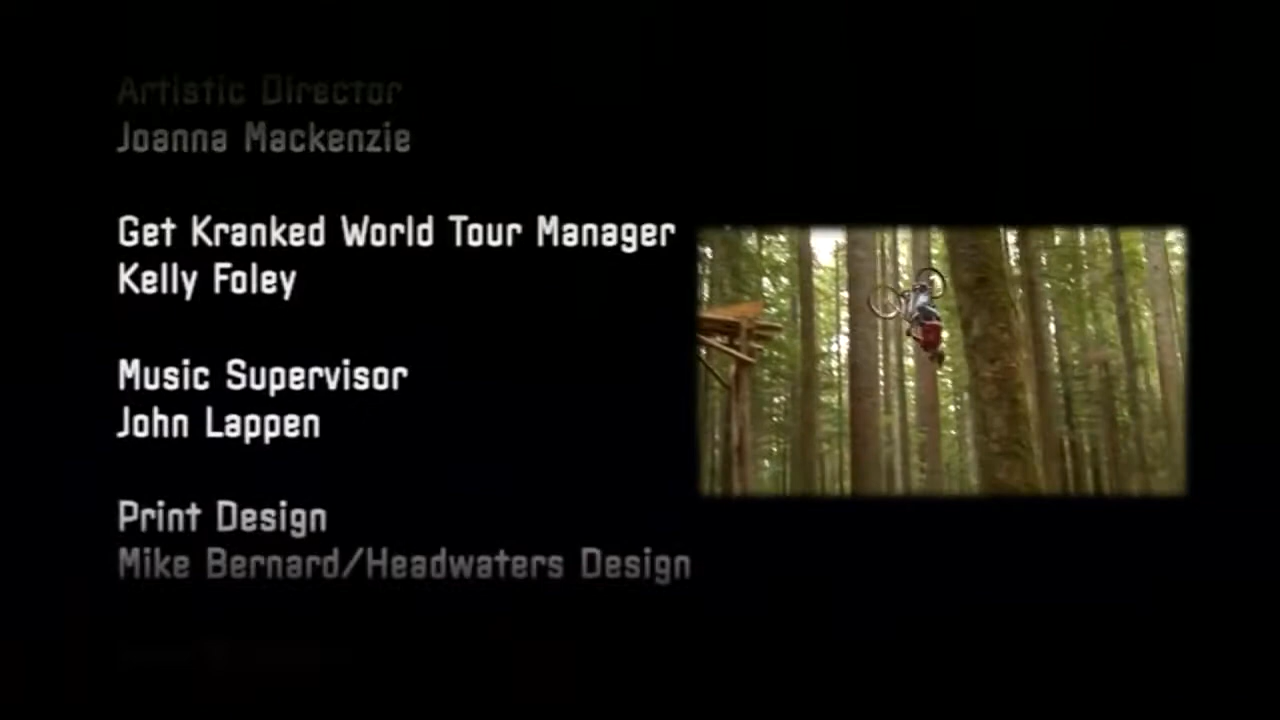 Artistic Director
Joanna Mackenzie
Get Kranked World Tour Manager
Kelly Foley
Music Supervisor
John Lappen
Print Design
Mike Bernard/Headwaters Design